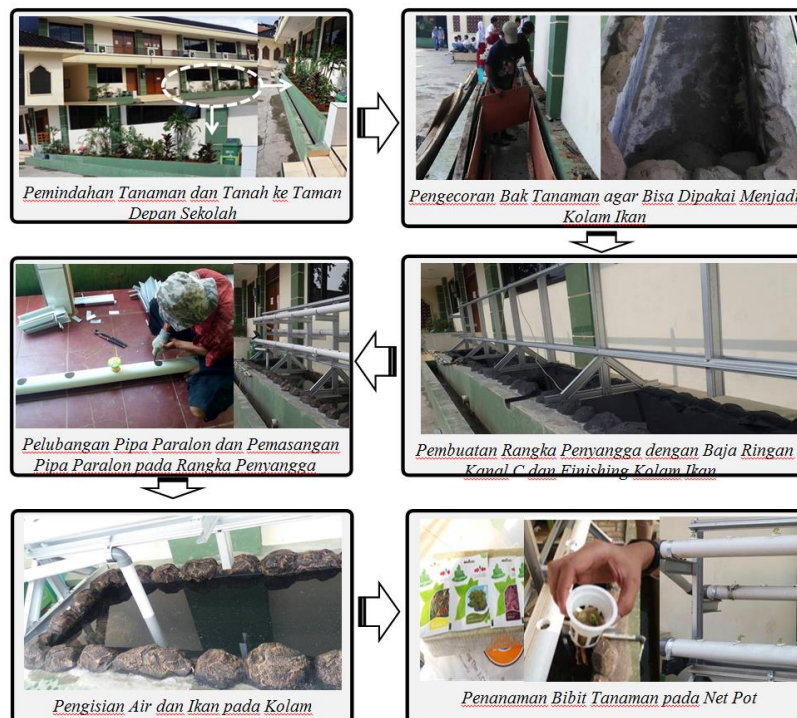 Pemindahan Tanaman dan Tanah ke Taman
Depan Sekolah
Pengecoran Bak Tanaman agar Bisa Dipakai Menjadi
Kolam Ikan
Pelubangan Pipa Paralon dan Pemasangan
Pipa Paralon pada Rangka Penyangga
Pembuatan Rangka Penyangga dengan Baja Ringan
Kanal C dan Finishing Kolam Ikan
Pengisian Air dan Ikan pada Kolam
Penanaman Bibit Tanaman pada Net Pot